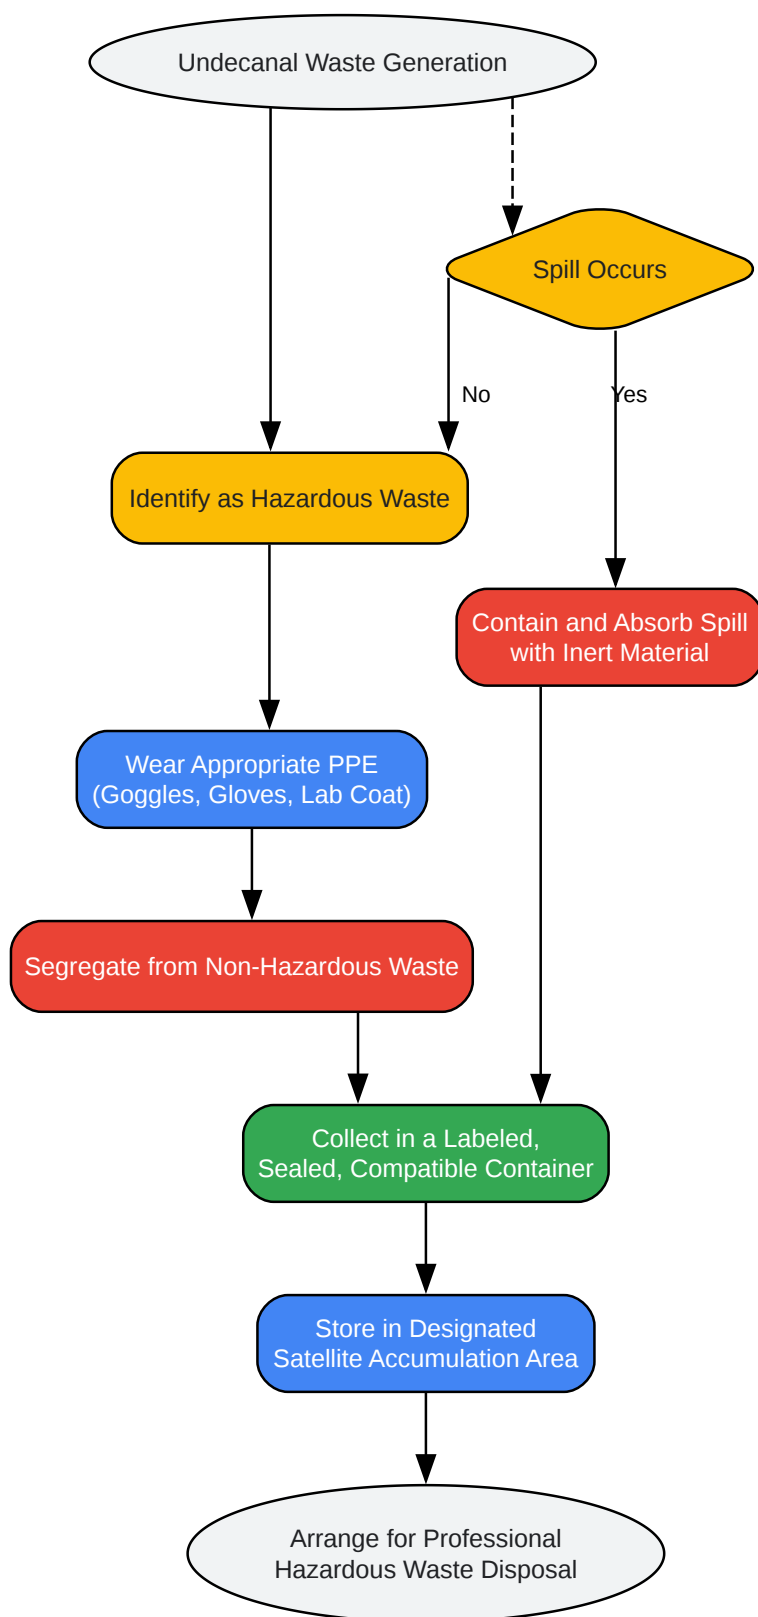 Undecanal Waste Generation
Spill Occurs
No
Yes
Identify as Hazardous Waste
Contain and Absorb Spill
with Inert Material
Wear Appropriate PPE
(Goggles, Gloves, Lab Coat)
Segregate from Non-Hazardous Waste
Collect in a Labeled,
Sealed, Compatible Container
Store in Designated
Satellite Accumulation Area
Arrange for Professional
Hazardous Waste Disposal